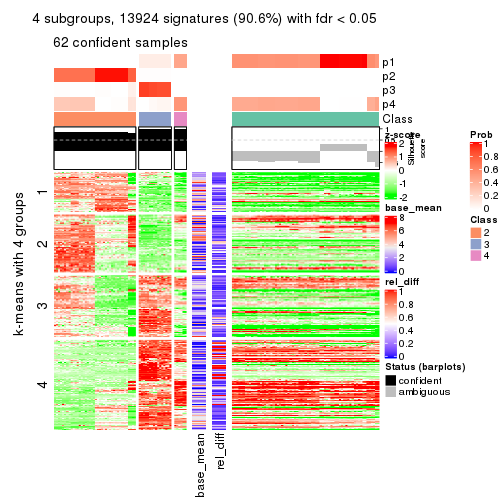 4 subgroups, 13924 signatures (90.6%) with fdr < 0.05
62 confident samples
p1
p2
p3
p4
Class
1
Silhouette
score
k-means with 4 groups
1
2
3
4
base_mean
rel_diff
z-score
2
1
0
-1
-2
base_mean
8
6
4
2
0
rel_diff
1
0.8
0.6
0.4
0.2
0
Status (barplots)
confident
ambiguous
Prob
1
0.8
0.6
0.4
0.2
0
Class
2
3
4